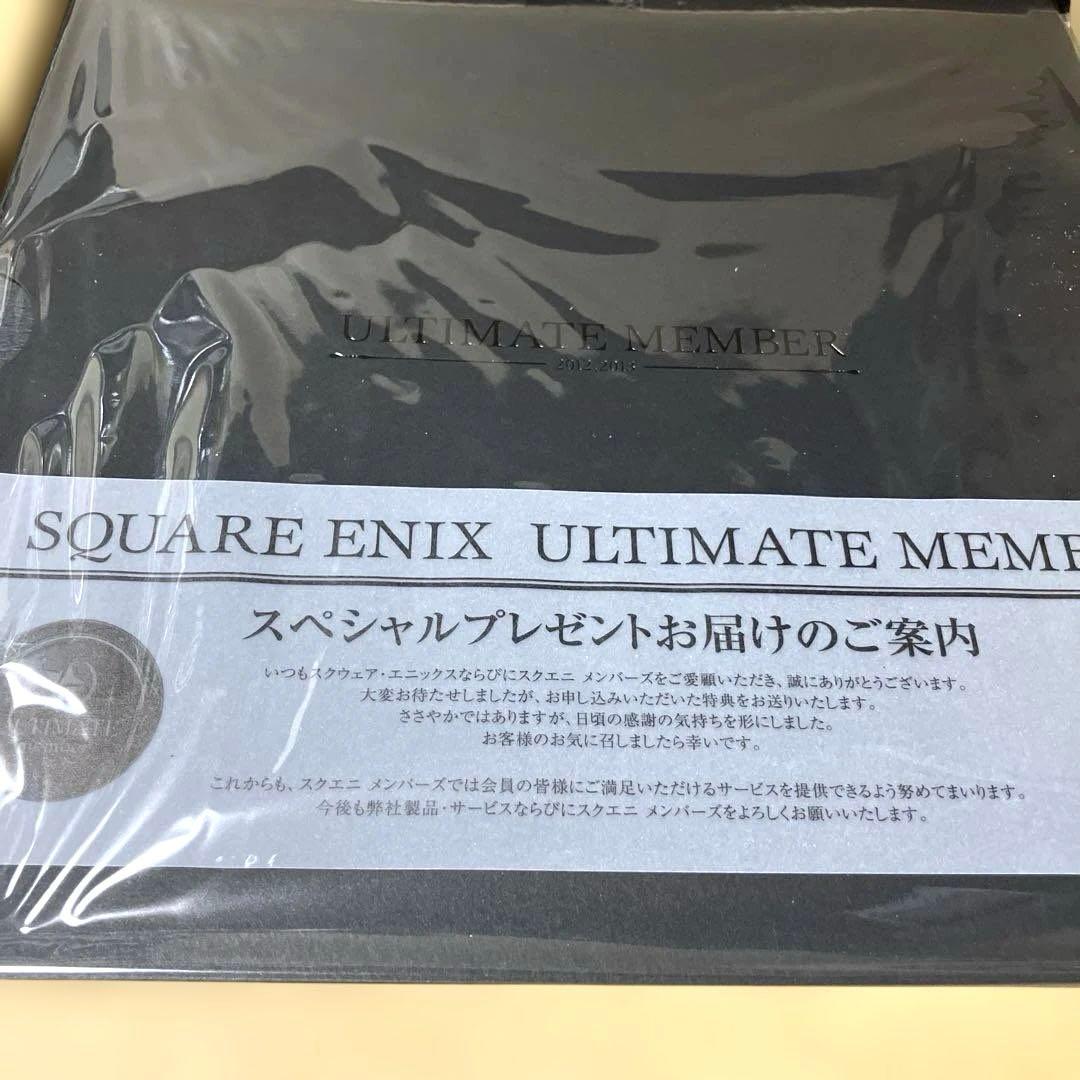 ULTIMATE MEMBER
2012.2013
SQUARE ENIX ULTIMATE MEMB
スペシャルプレゼントお届けのご案内
いつもスクウェア・エニックスならびにスクエニ メンバーズをご愛顧いただき、誠にありがとうございます。
大変お待たせしましたが、お申し込みいただいた特典をお送りいたします。
ささやかではありますが、日頃の感謝の気持ちを形にしました。
お客様のお気に召しましたら幸いです。
これからも、スクエニ メンバーズでは会員の皆様にご満足いただけるサービスを提供できるよう努めてまいります。
今後も弊社製品・サービスならびにスクエニ メンバーズをよろしくお願いいたします。